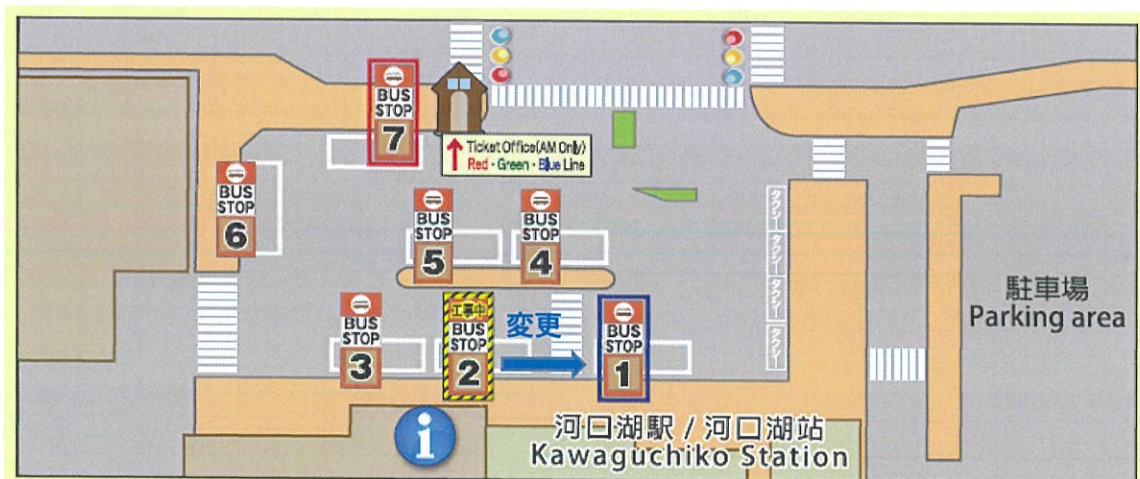 BUS
STOP
7
Ticket Office(AM Only)
Red・Green・Blue Line
BUS
STOP
6
BUS
STOP
5
BUS
STOP
4
タクシー
タクシー
タクシー
タクシー
駐車場
Parking area
BUS
STOP
3
工事中
BUS
STOP
2
変更
BUS
STOP
1
i
河口湖駅 / 河口湖站
Kawaguchiko Station